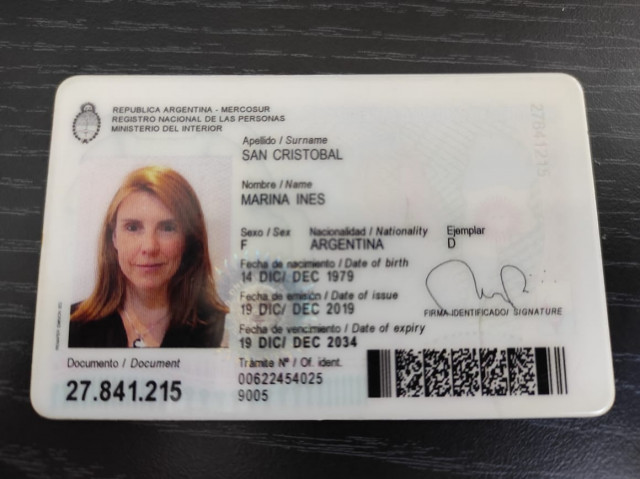 REPUBLICA ARGENTINA - MERCOSUR
REGISTRO NACIONAL DE LAS PERSONAS
MINISTERIO DEL INTERIOR
Apellido / Surname
SAN CRISTOBAL
Nombre / Name
MARINA INES
Sexo / Sex Nacionalidad / Nationality Ejemplar
F ARGENTINA D
Fecha de nacimiento / Date of birth
14 DIC/ DEC 1979
Fecha de emisión / Date of issue
19 DIC/ DEC 2019
FIRMA IDENTIFICADO/ SIGNATURE
Fecha de vencimiento / Date of expiry
19 DIC/ DEC 2034
Documento / Document
27.841.215
Trámite Nº / Of. ident.
00622454025
9005
27841215